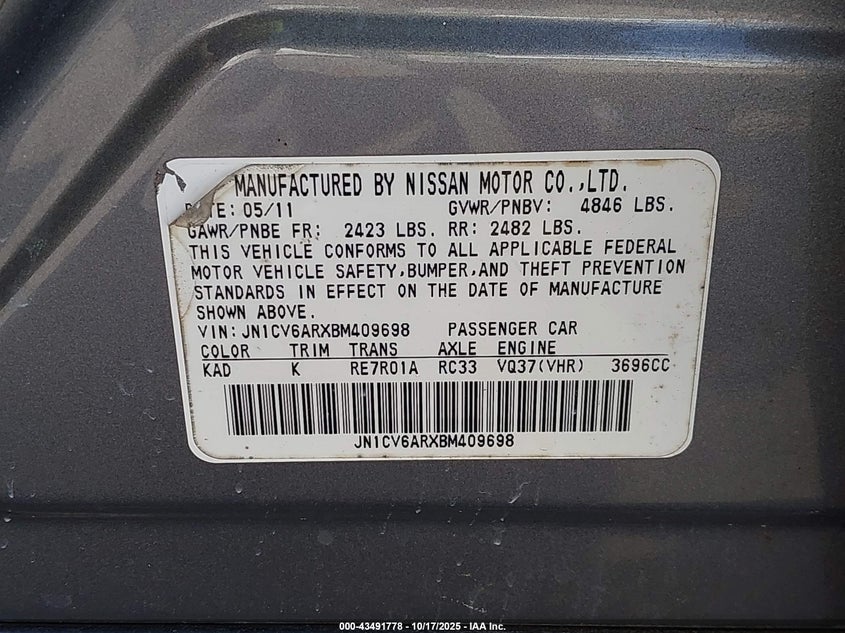 MANUFACTURED BY NISSAN MOTOR CO.,LTD.
DATE: 05/11 GVWR/PNBV: 4846 LBS.
GAWR/PNBE FR: 2423 LBS. RR: 2482 LBS.
THIS VEHICLE CONFORMS TO ALL APPLICABLE FEDERAL
MOTOR VEHICLE SAFETY,BUMPER,AND THEFT PREVENTION
STANDARDS IN EFFECT ON THE DATE OF MANUFACTURE
SHOWN ABOVE.
VIN:JN1CV6ARXBM409698 PASSENGER CAR
COLOR TRIM TRANS AXLE ENGINE
KAD K RE7R01A RC33 VQ37(VHR) 3696CC
JN1CV6ARXBM409698
000-43491778 - 10/17/2025 - IAA Inc.